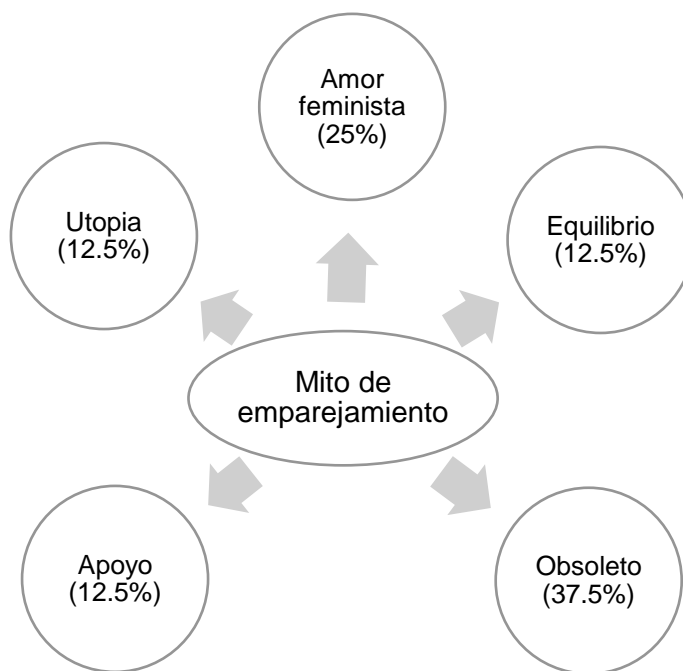 Amor
feminista
(25%)
Utopia
(12.5%)
Equilibrio
(12.5%)
Mito de
emparejamiento
Apoyo
(12.5%)
Obsoleto
(37.5%)